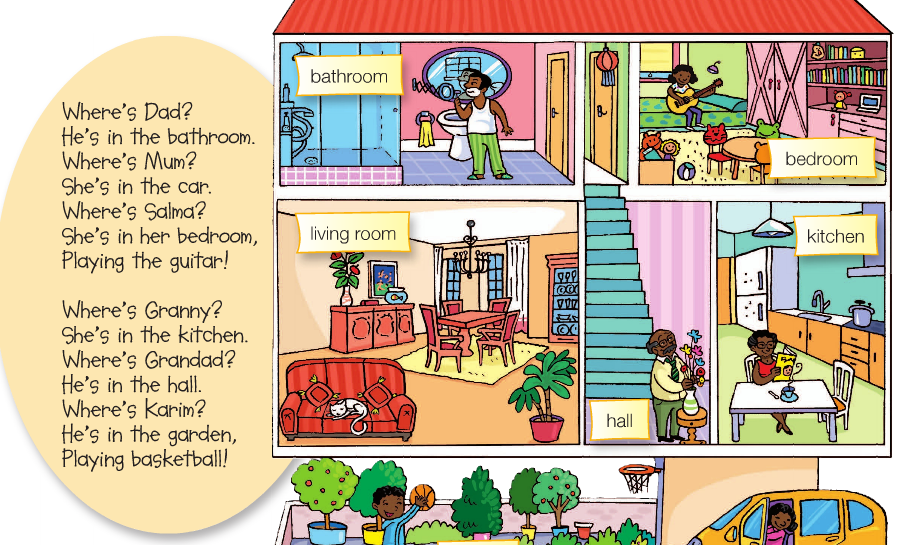 Where's Dad?
He's in the bathroom.
Where's Mum?
She's in the car.
Where's Salma?
She's in her bedroom,
Playing the guitar!
Where's Granny?
She's in the kitchen.
Where's Grandad?
He's in the hall.
Where's Karim?
He's in the garden,
Playing basketball!
bathroom
bedroom
living room
kitchen
hall